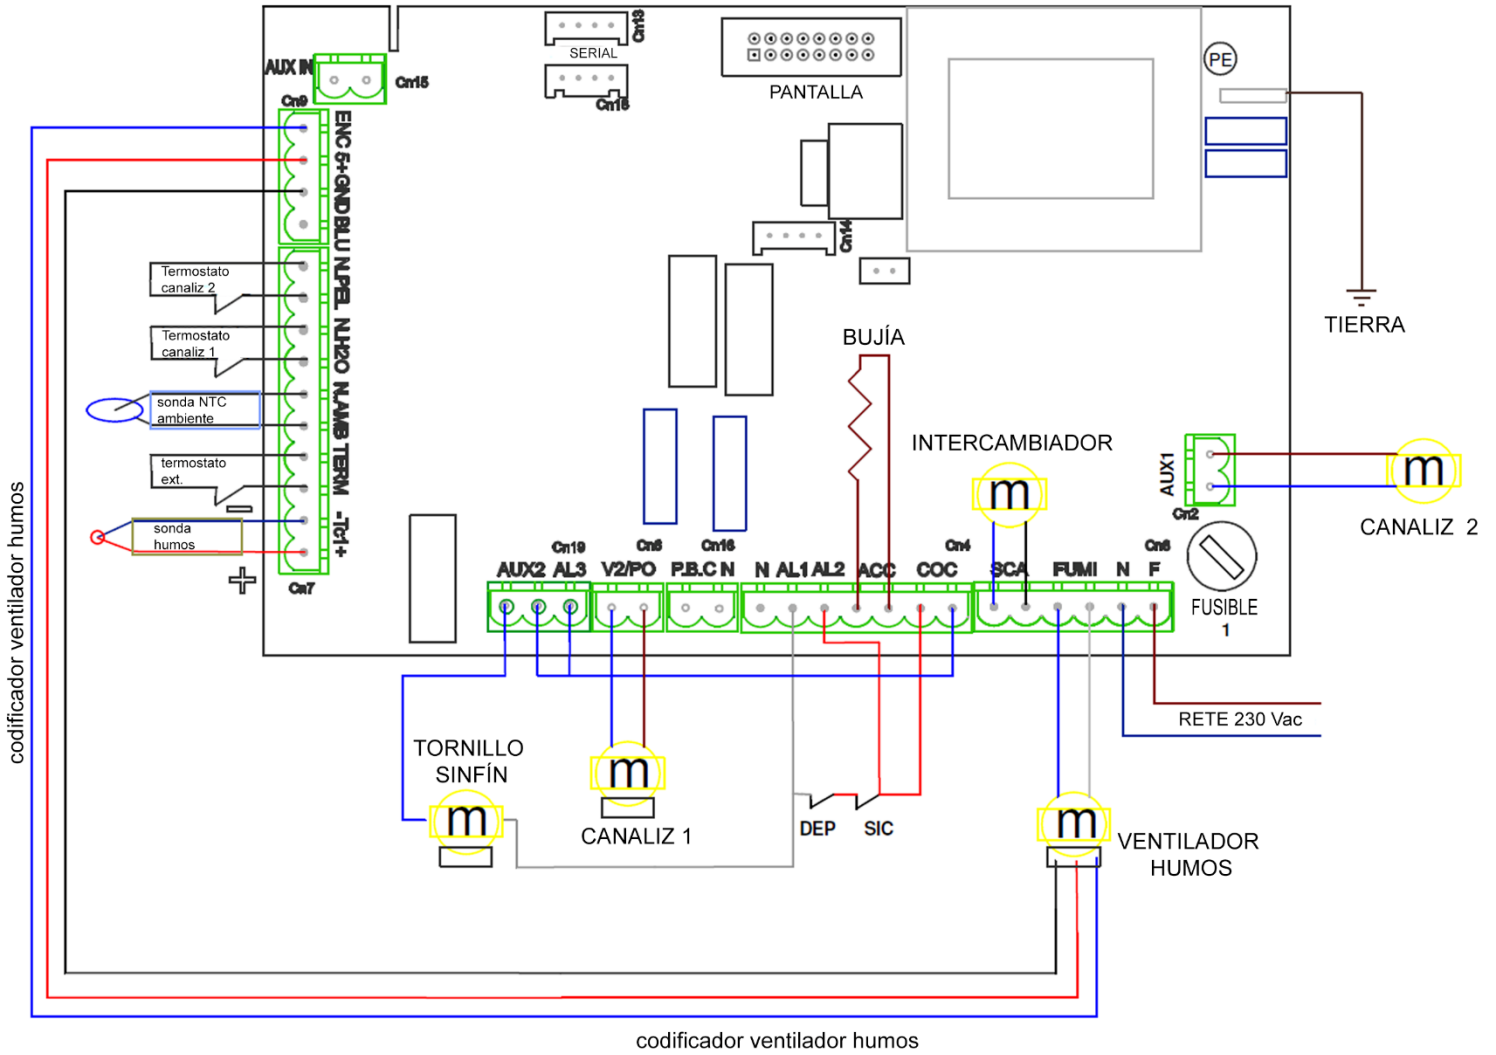 Cn13
SERIAL
Cn15
PANTALLA
PE
AUX IN
Cn15
Cn9
ENC 5+GND BLU
N.PEL N.H2O N.AMB TERM -Tc1+
Cn14
Termostato
canaliz 2
Termostato
canaliz 1
sonda NTC
ambiente
termostato
ext.
sonda
humos
Cn7
TIERRA
BUJÍA
INTERCAMBIADOR
m
AUX1
Cn2
m
CANALIZ 2
FUSIBLE
1
Cn19
Cn6
Cn16
Cn4
Cn6
AUX2 AL3 V2/PO P.B.C N N AL1 AL2 ACC COC SCA FUMI N F
RETE 230 Vac
TORNILLO
SINFÍN
m
m
CANALIZ 1
DEP
SIC
m
VENTILADOR
HUMOS
codificador ventilador humos
codificador ventilador humos